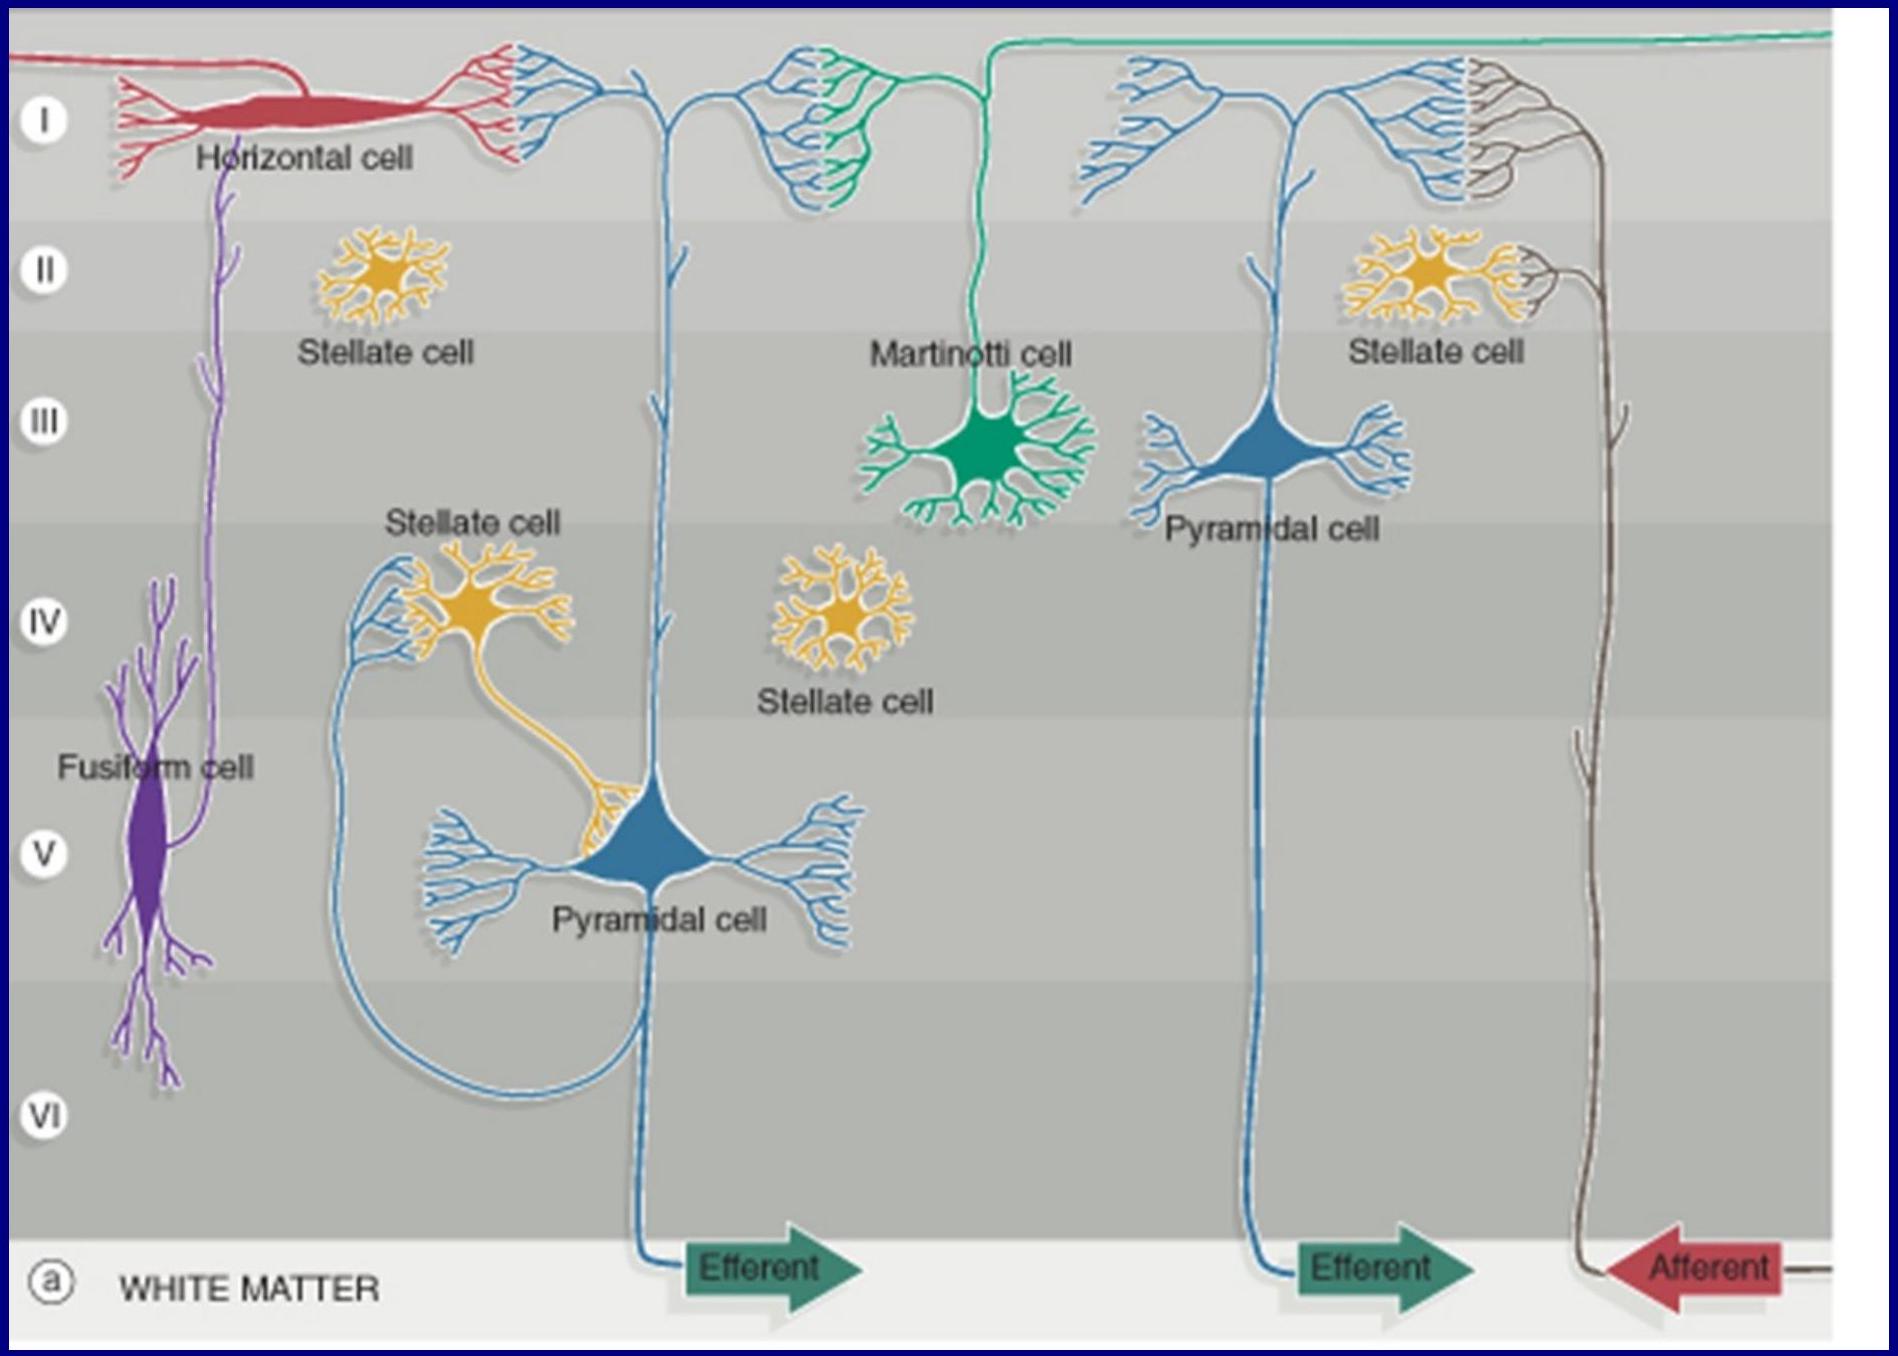 I
Horizontal cell
II
Stellate cell
Martinotti cell
Stellate cell
III
Stellate cell
Pyramidal cell
IV
Stellate cell
Fusiform cell
V
Pyramidal cell
VI
Efferent
Efferent
Afferent
a
WHITE MATTER